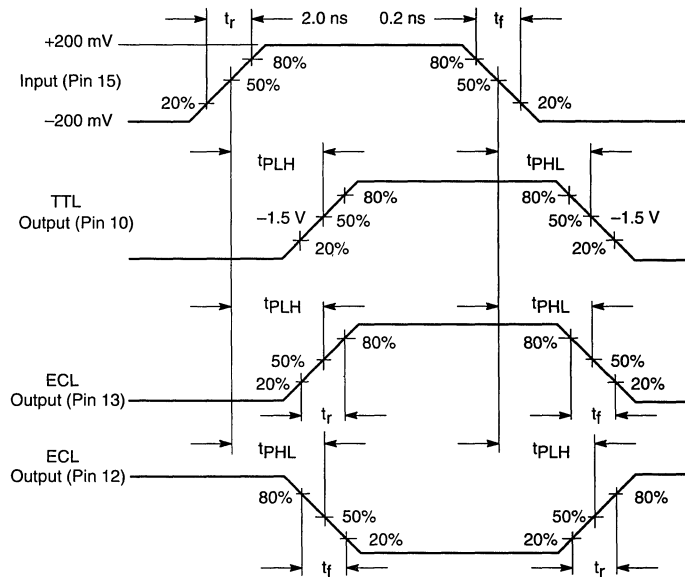 tr 2.0 ns 0.2 ns tf
+200 mV
80% 80%
Input (Pin 15) 50% 50%
20% 20%
−200 mV
tPLH tPHL
TTL 80% 80%
Output (Pin 10) −1.5 V 50% 50% −1.5 V
20% 20%
tPLH tPHL
80% 80%
50% 50%
ECL 20% 20%
Output (Pin 13)
tr tf
ECL tPHL tPLH
Output (Pin 12)
80% 80%
50% 50%
20% 20%
tf tr